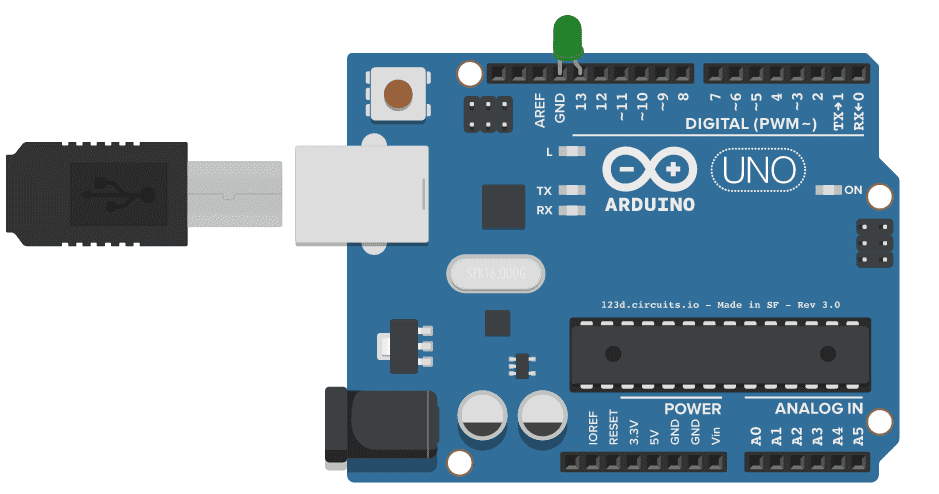 AREF
GND
13
12
~11
~10
~9
8
7
~6
~5
4
~3
2
TX→1
RX←0
DIGITAL (PWM~)
L
TX
RX
ARDUINO
UNO
ON
SPK16.000G
123d.circuits.io - Made in SF - Rev 3.0
POWER
ANALOG IN
IOREF
RESET
3.3V
5V
GND
GND
Vin
A0
A1
A2
A3
A4
A5